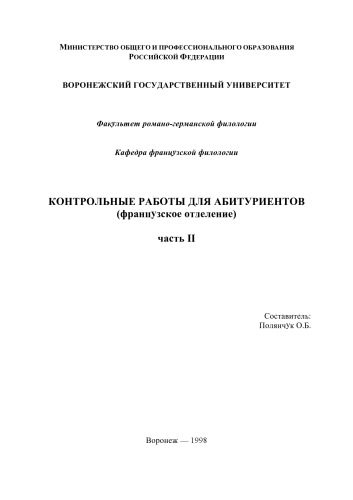 МИНИСТЕРСТВО ОБЩЕГО И ПРОФЕССИОНАЛЬНОГО ОБРАЗОВАНИЯ
РОССИЙСКОЙ ФЕДЕРАЦИИ
ВОРОНЕЖСКИЙ ГОСУДАРСТВЕННЫЙ УНИВЕРСИТЕТ
Факультет романо-германской филологии
Кафедра французской филологии
КОНТРОЛЬНЫЕ РАБОТЫ ДЛЯ АБИТУРИЕНТОВ
(французское отделение)
часть II
Составитель:
Полянчук О.Б.
Воронеж — 1998